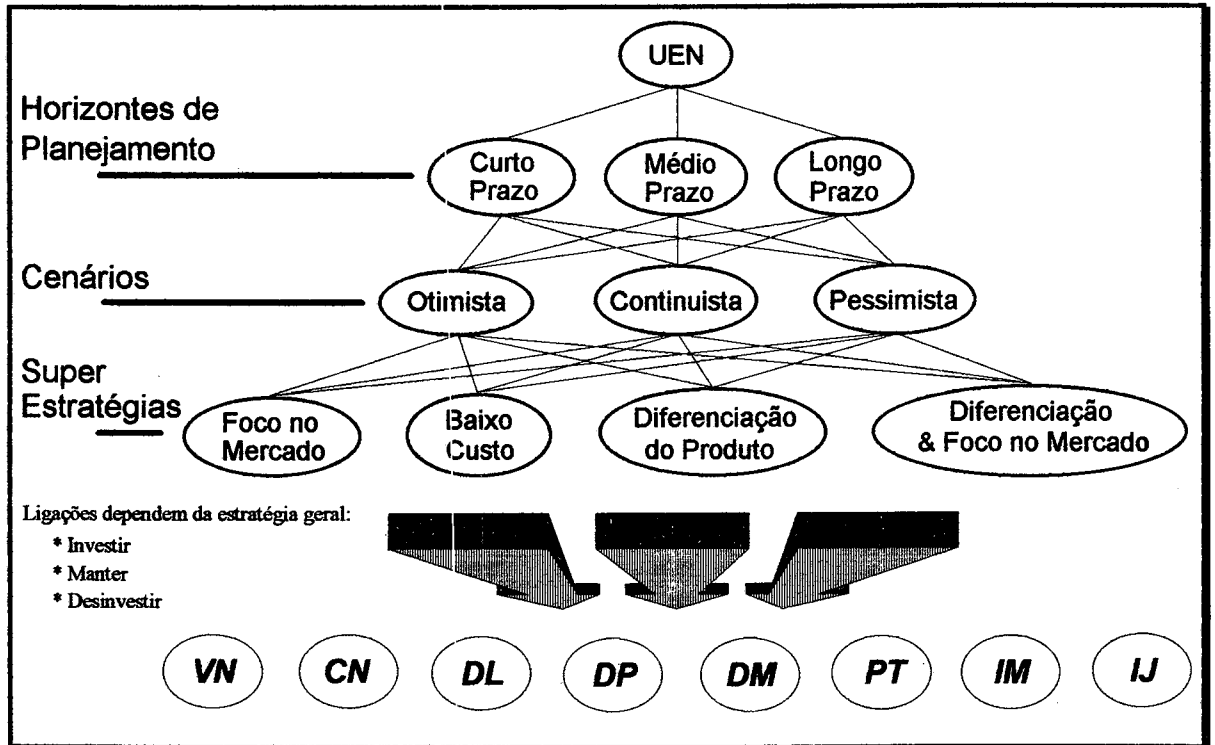 UEN
Horizontes de
Planejamento
Curto
Prazo
Médio
Prazo
Longo
Prazo
Cenários
Otimista
Continuista
Pessimista
Super
Estratégias
Foco no
Mercado
Baixo
Custo
Diferenciação
do Produto
Diferenciação
& Foco no Mercado
Ligações dependem da estratégia geral:
* Investir
* Manter
* Desinvestir
VN
CN
DL
DP
DM
PT
IM
IJ